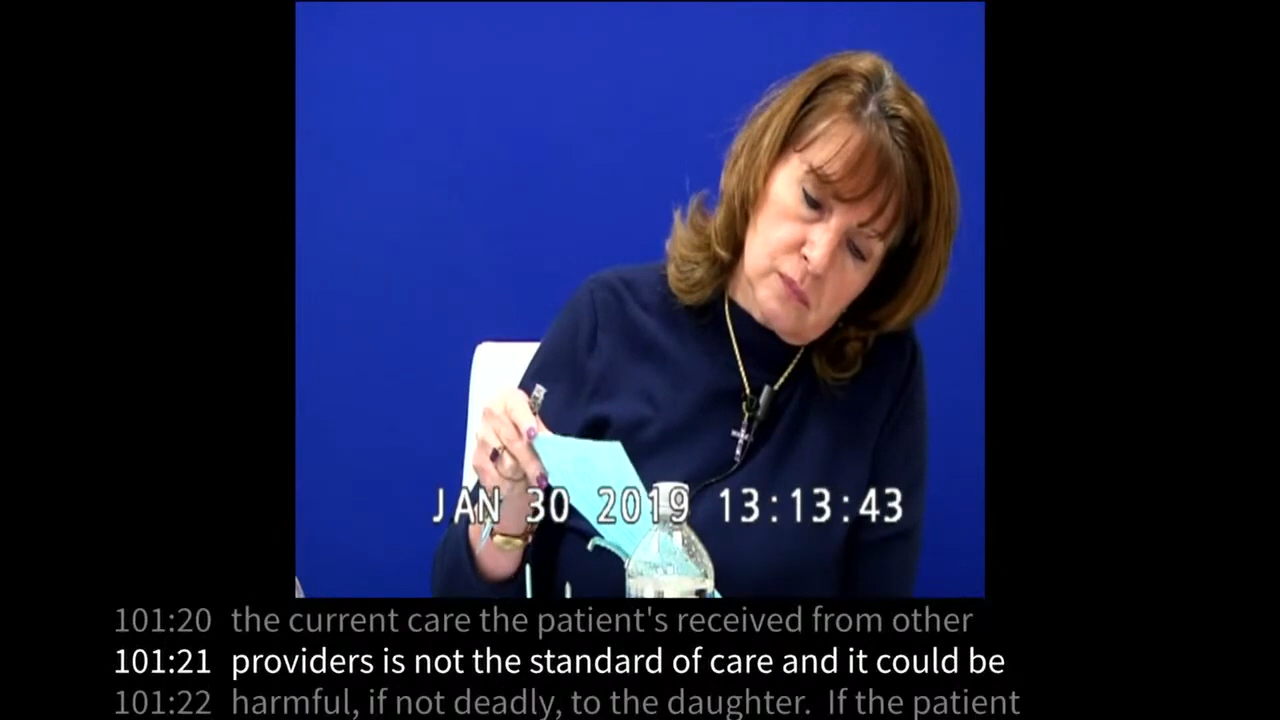 JAN 30 2019 13:13:43
101:20 the current care the patient's received from other
101:21 providers is not the standard of care and it could be
101:22 harmful, if not deadly, to the daughter. If the patient